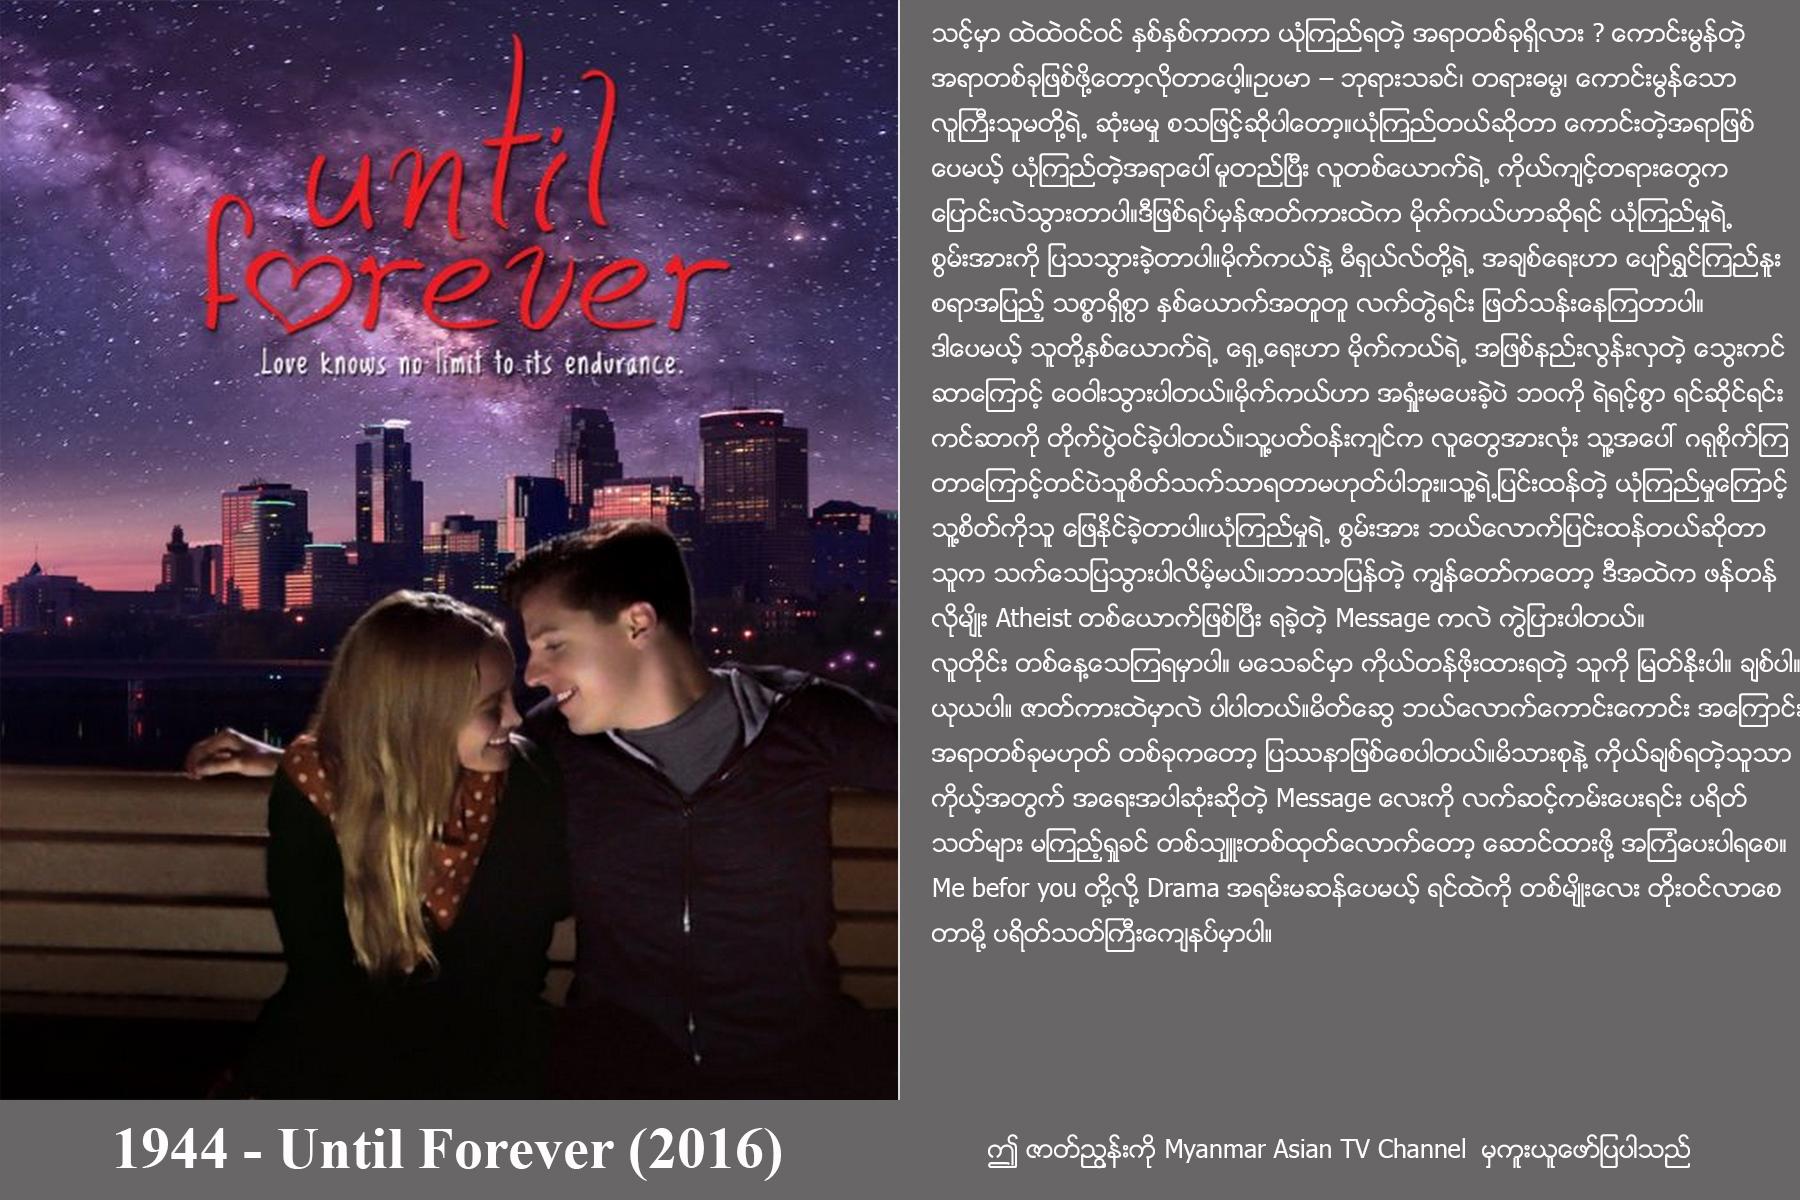 until
forever
Love knows no limit to its endurance.
သင့်မှာ ထဲထဲဝင်ဝင် နှစ်နှစ်ကာကာ ယုံကြည်ရတဲ့ အရာတစ်ခုရှိလား ? ကောင်းမွန်တဲ့
အရာတစ်ခုဖြစ်ဖို့တော့လိုတာပေါ့။ဥပမာ – ဘုရားသခင်၊ တရားဓမ္မ၊ ကောင်းမွန်သော
လူကြီးသူမတို့ရဲ့ ဆုံးမမှု စသဖြင့်ဆိုပါတော့။ယုံကြည်တယ်ဆိုတာ ကောင်းတဲ့အရာဖြစ်
ပေမယ့် ယုံကြည်တဲ့အရာပေါ်မူတည်ပြီး လူတစ်ယောက်ရဲ့ ကိုယ်ကျင့်တရားတွေက
ပြောင်းလဲသွားတာပါ။ဒီဖြစ်ရပ်မှန်ဇာတ်ကားထဲက မိုက်ကယ်ဟာဆိုရင် ယုံကြည်မှုရဲ့
စွမ်းအားကို ပြသသွားခဲ့တာပါ။မိုက်ကယ်နဲ့ မီရှယ်လ်တို့ရဲ့ အချစ်ရေးဟာ ပျော်ရွှင်ကြည်နူး
စရာအပြည့် သစ္စာရှိစွာ နှစ်ယောက်အတူတူ လက်တွဲရင်း ဖြတ်သန်းနေကြတာပါ။
ဒါပေမယ့် သူတို့နှစ်ယောက်ရဲ့ ရှေ့ရေးဟာ မိုက်ကယ်ရဲ့ အဖြစ်နည်းလွန်းလှတဲ့ သွေးကင်
ဆာကြောင့် ဝေဝါးသွားပါတယ်။မိုက်ကယ်ဟာ အရှုံးမပေးခဲ့ပဲ ဘဝကို ရဲရင့်စွာ ရင်ဆိုင်ရင်း
ကင်ဆာကို တိုက်ပွဲဝင်ခဲ့ပါတယ်။သူ့ပတ်ဝန်းကျင်က လူတွေအားလုံး သူ့အပေါ် ဂရုစိုက်ကြ
တာကြောင့်တင်ပဲသူစိတ်သက်သာရတာမဟုတ်ပါဘူး။သူ့ရဲ့ပြင်းထန်တဲ့ ယုံကြည်မှုကြောင့်
သူ့စိတ်ကိုသူ ဖြေနိုင်ခဲ့တာပါ။ယုံကြည်မှုရဲ့ စွမ်းအား ဘယ်လောက်ပြင်းထန်တယ်ဆိုတာ
သူက သက်သေပြသွားပါလိမ့်မယ်။ဘာသာပြန်တဲ့ ကျွန်တော်ကတော့ ဒီအထဲက ဖန်တန်
လိုမျိုး Atheist တစ်ယောက်ဖြစ်ပြီး ရခဲ့တဲ့ Message ကလဲ ကွဲပြားပါတယ်။
လူတိုင်း တစ်နေ့သေကြရမှာပါ။ မသေခင်မှာ ကိုယ်တန်ဖိုးထားရတဲ့ သူကို မြတ်နိုးပါ။ ချစ်ပါ။
ယုယပါ။ ဇာတ်ကားထဲမှာလဲ ပါပါတယ်။မိတ်ဆွေ ဘယ်လောက်ကောင်းကောင်း အကြောင်း
အရာတစ်ခုမဟုတ် တစ်ခုကတော့ ပြဿနာဖြစ်စေပါတယ်။မိသားစုနဲ့ ကိုယ်ချစ်ရတဲ့သူသာ
ကိုယ့်အတွက် အရေးအပါဆုံးဆိုတဲ့ Message လေးကို လက်ဆင့်ကမ်းပေးရင်း ပရိတ်
သတ်များ မကြည့်ရှုခင် တစ်သျှူးတစ်ထုတ်လောက်တော့ ဆောင်ထားဖို့ အကြံပေးပါရစေ။
Me befor you တို့လို့ Drama အရမ်းမဆန်ပေမယ့် ရင်ထဲကို တစ်မျိုးလေး တိုးဝင်လာစေ
တာမို့ ပရိတ်သတ်ကြီးကျေနပ်မှာပါ။
1944 - Until Forever (2016)
ဤ ဇာတ်ညွှန်းကို Myanmar Asian TV Channel မှကူးယူဖော်ပြပါသည်